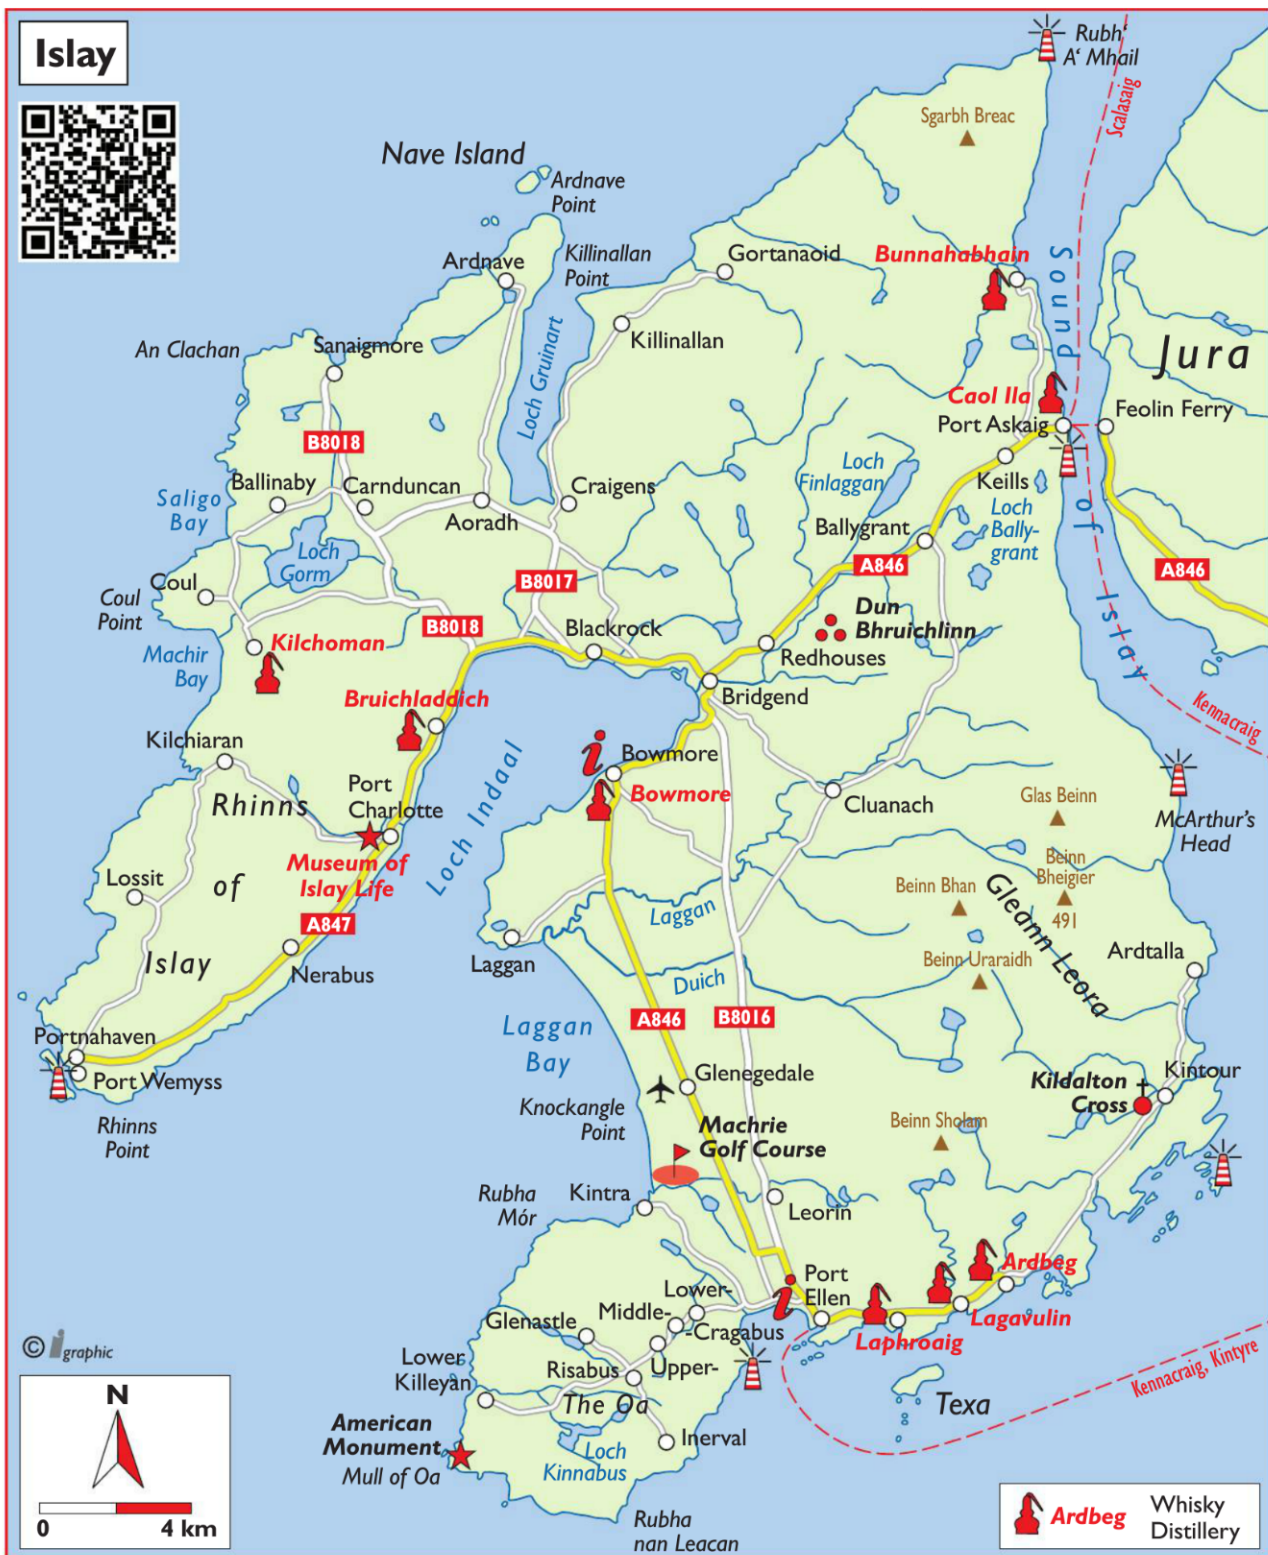 Islay
Rubh'
A' Mhail
Scalasaig
Sgarbh Breac
Nave Island
Ardnave
Point
Killinallan
Point
Ardnave
Gortanaoid
Bunnahabhain
Sound of Islay
Killinallan
Loch Gruinart
An Clachan
Sanaigmore
Jura
Caol Ila
Port Askaig
Feolin Ferry
B8018
Loch
Finlaggan
Keills
Ballinaby
Carnduncan
Craigens
Saligo
Bay
Aoradh
Loch
Bally-
grant
Ballygrant
Loch
Gorm
A846
A846
B8017
Coul
Coul
Point
Dun
Bhruichlinn
B8018
Blackrock
Kilchoman
Machir
Bay
Redhouses
Bridgend
Kennacraig
Bruichladdich
Kilchiaran
Bowmore
Bowmore
Port
Charlotte
Rhinns
of
Islay
Loch Indaal
Cluanach
Glas Beinn
McArthur's
Head
Museum of
Islay Life
Beinn
Bheigier
491
Lossit
Beinn Bhan
Gleann Leora
Laggan
A847
Laggan
Nerabus
Ardtalla
Beinn Uraraidh
Duich
A846
B8016
Laggan
Bay
Portnahaven
Port Wemyss
Glenegedale
Kildalton
Cross
Kintour
Rhinns
Point
Knockangle
Point
Machrie
Golf Course
Beinn Sholam
Rubha
Mór
Kintra
Leorin
Ardbeg
Port
Ellen
Lower-
Middle-
-Cragabus
Upper-
Lagavulin
Laphroaig
Glenastle
Lower
Killeyan
Risabus
The Oa
Kennacraig, Kintyre
Texa
American
Monument
Mull of Oa
Inerval
Loch
Kinnabus
Rubha
nan Leacan
© i graphic
N
0 4 km
Ardbeg
Whisky
Distillery